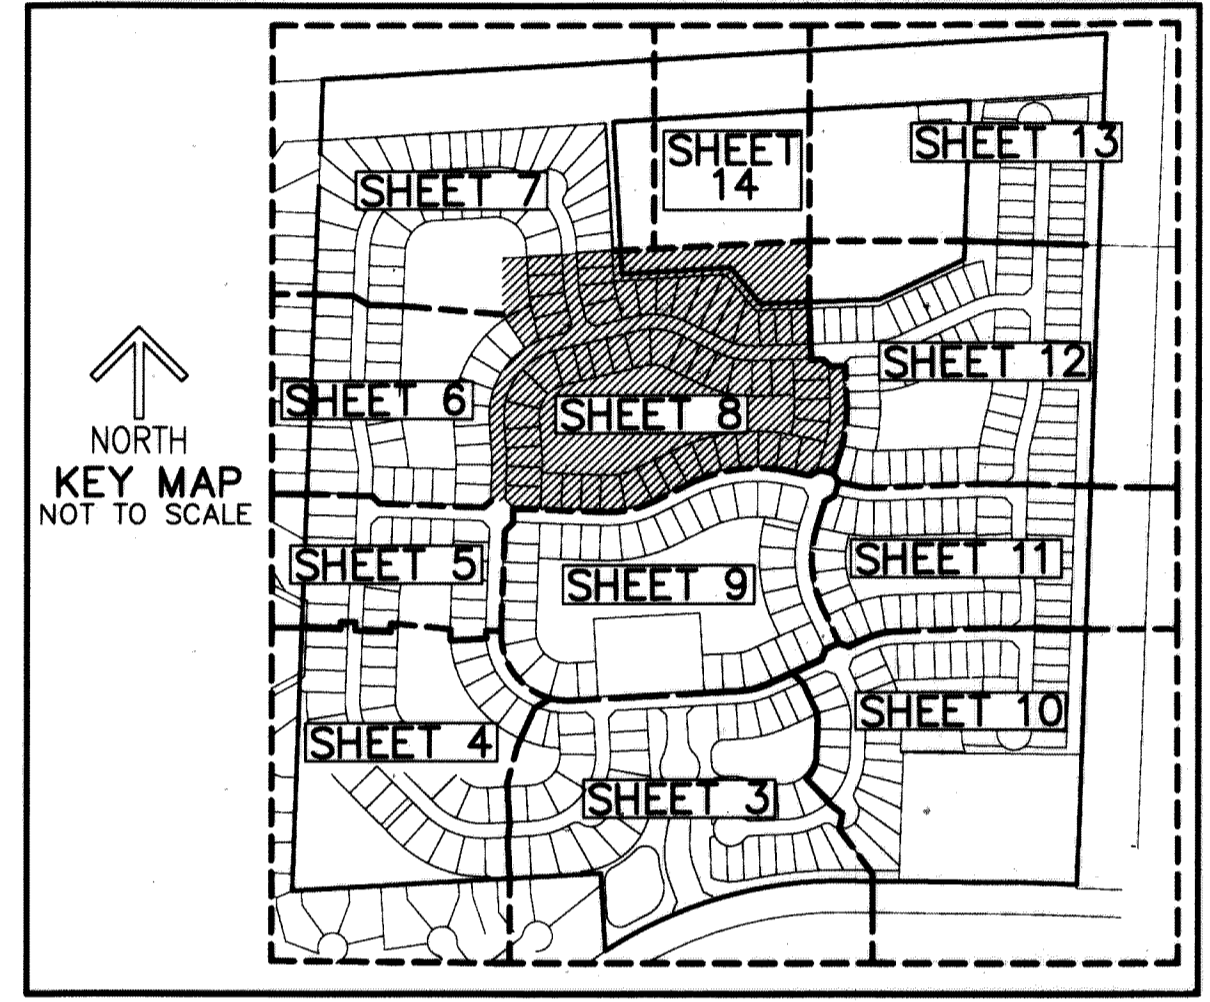 SHEET 13
SHEET
14
SHEET 7
SHEET 12
SHEET 6
SHEET 8
NORTH
KEY MAP
NOT TO SCALE
SHEET 5
SHEET 9
SHEET 11
SHEET 4
SHEET 10
SHEET 3